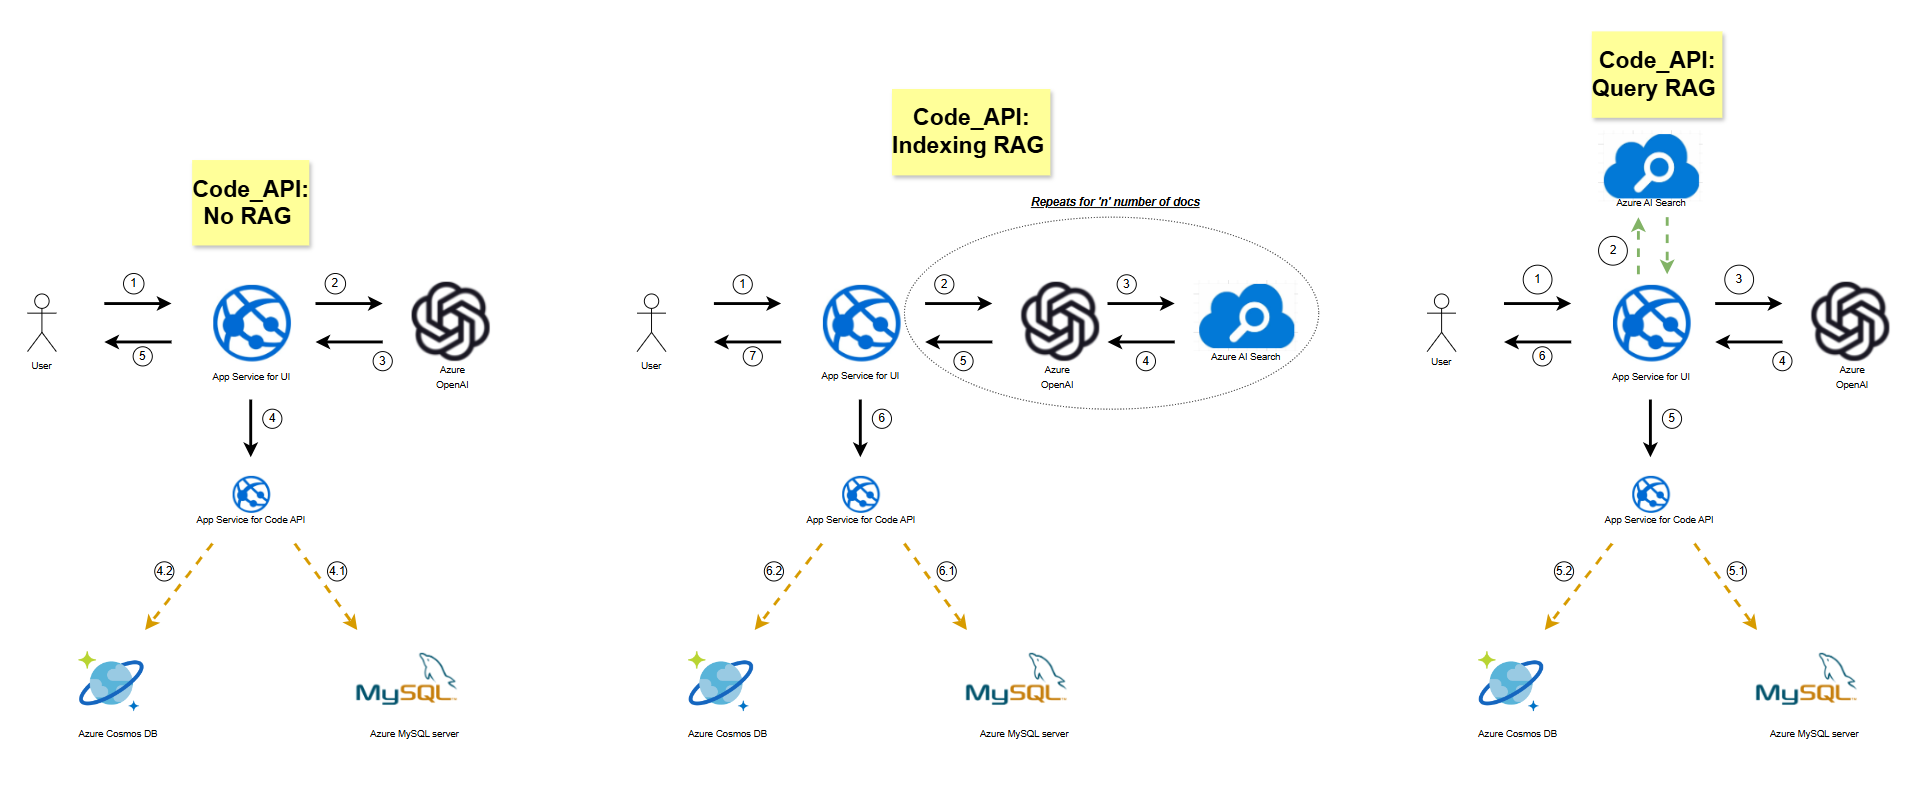 Code_API:
No RAG
1
2
User
5
3
App Service for UI
Azure
OpenAI
4
App Service for Code API
4.2
4.1
MySQL
Azure Cosmos DB
Azure MySQL server
Code_API:
Indexing RAG
Repeats for 'n' number of docs
1
2
3
User
7
5
4
App Service for UI
Azure
OpenAI
Azure AI Search
6
App Service for Code API
6.2
6.1
MySQL
Azure Cosmos DB
Azure MySQL server
Code_API:
Query RAG
Azure AI Search
2
1
3
User
6
4
App Service for UI
Azure
OpenAI
5
App Service for Code API
5.2
5.1
MySQL
Azure Cosmos DB
Azure MySQL server